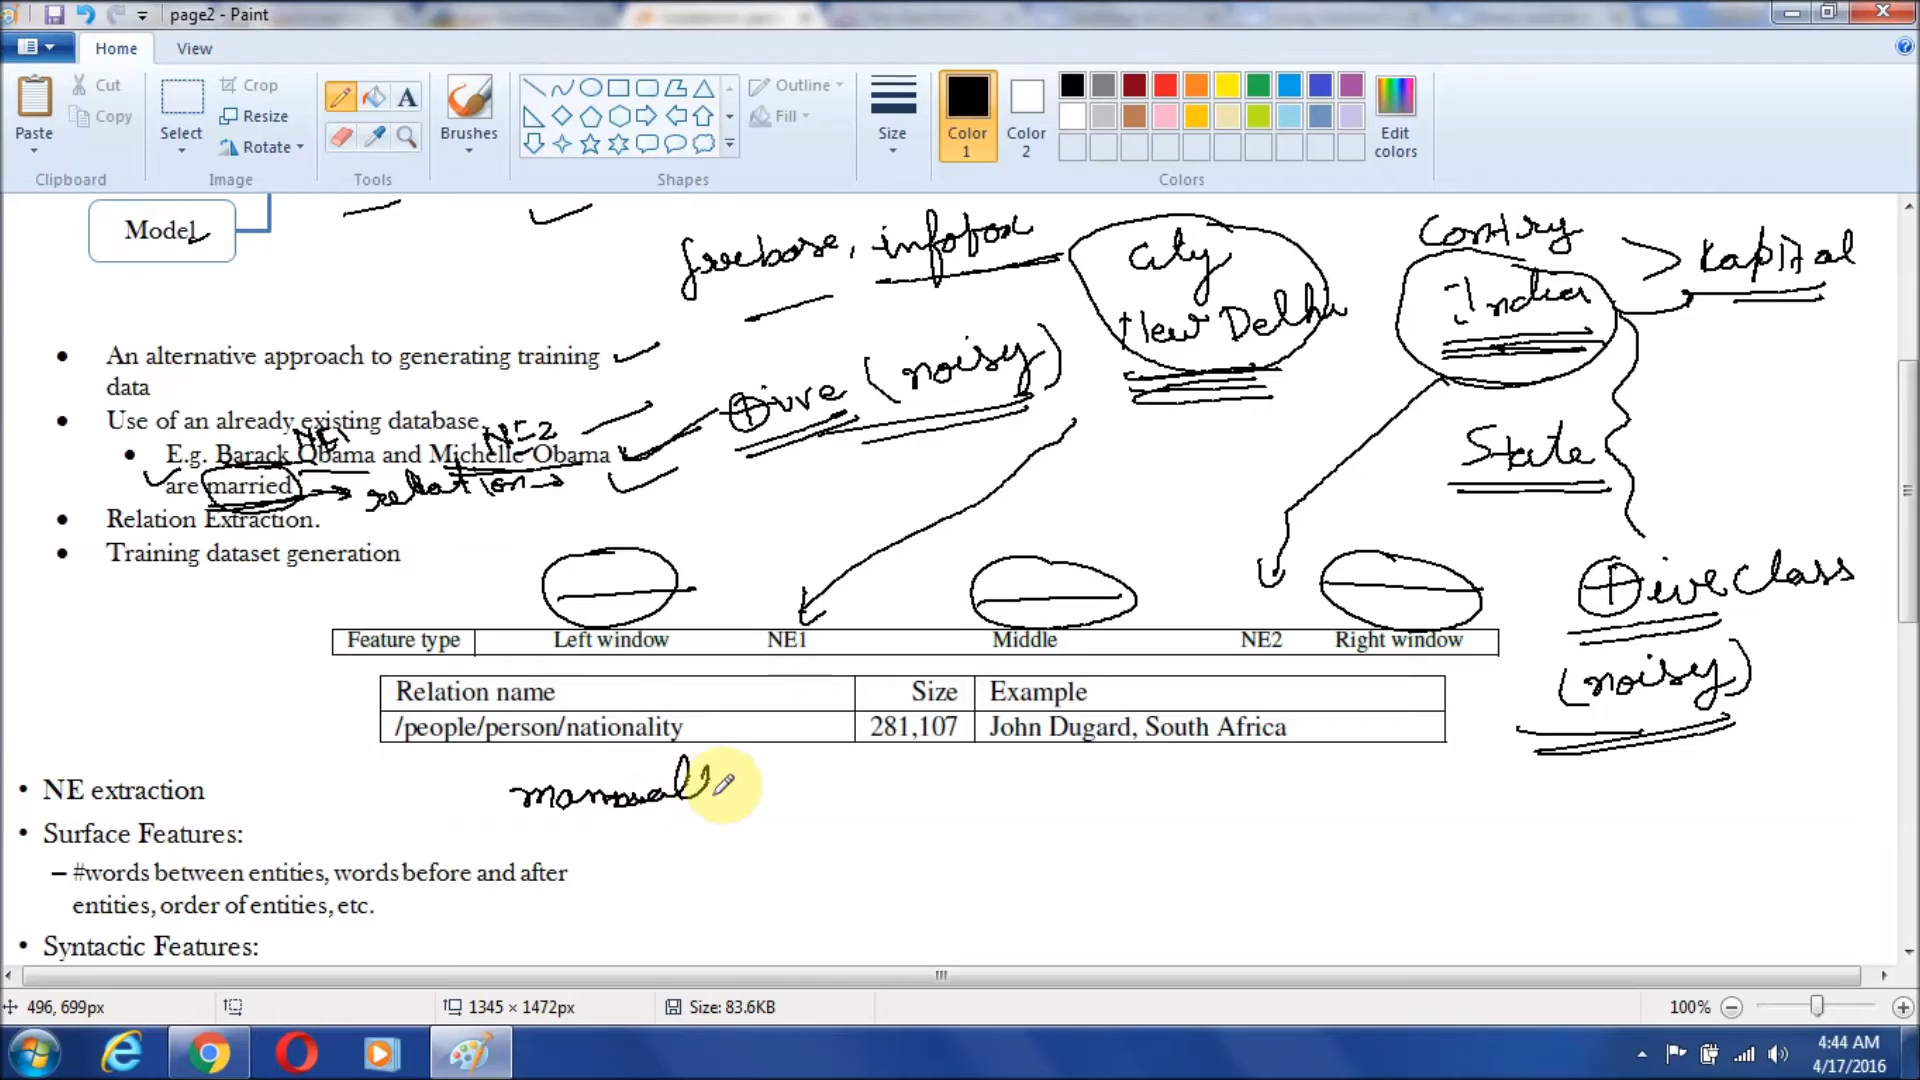 page2 - Paint
Home View
Paste
Cut
Copy
Clipboard
Select
Crop
Resize
Rotate
Image
A
Tools
Brushes
Shapes
Outline
Fill
Size
Color 1
Color 2
Edit colors
Colors
Model
freebase, infobox
City
New Delhi
Contry
India
Kapital
State
+ive (noisy)
• An alternative approach to generating training
data
• Use of an already existing database.
NE1 NE2
• E.g. Barack Obama and Michelle Obama
are married relation
• Relation Extraction.
• Training dataset generation
+ive Class
(noisy)
Feature type Left window NE1 Middle NE2 Right window
Relation name Size Example
/people/person/nationality 281,107 John Dugard, South Africa
• NE extraction
• Surface Features:
– #words between entities, words before and after
entities, order of entities, etc.
• Syntactic Features:
496, 699px 1345 × 1472px Size: 83.6KB 100%
4:44 AM
4/17/2016